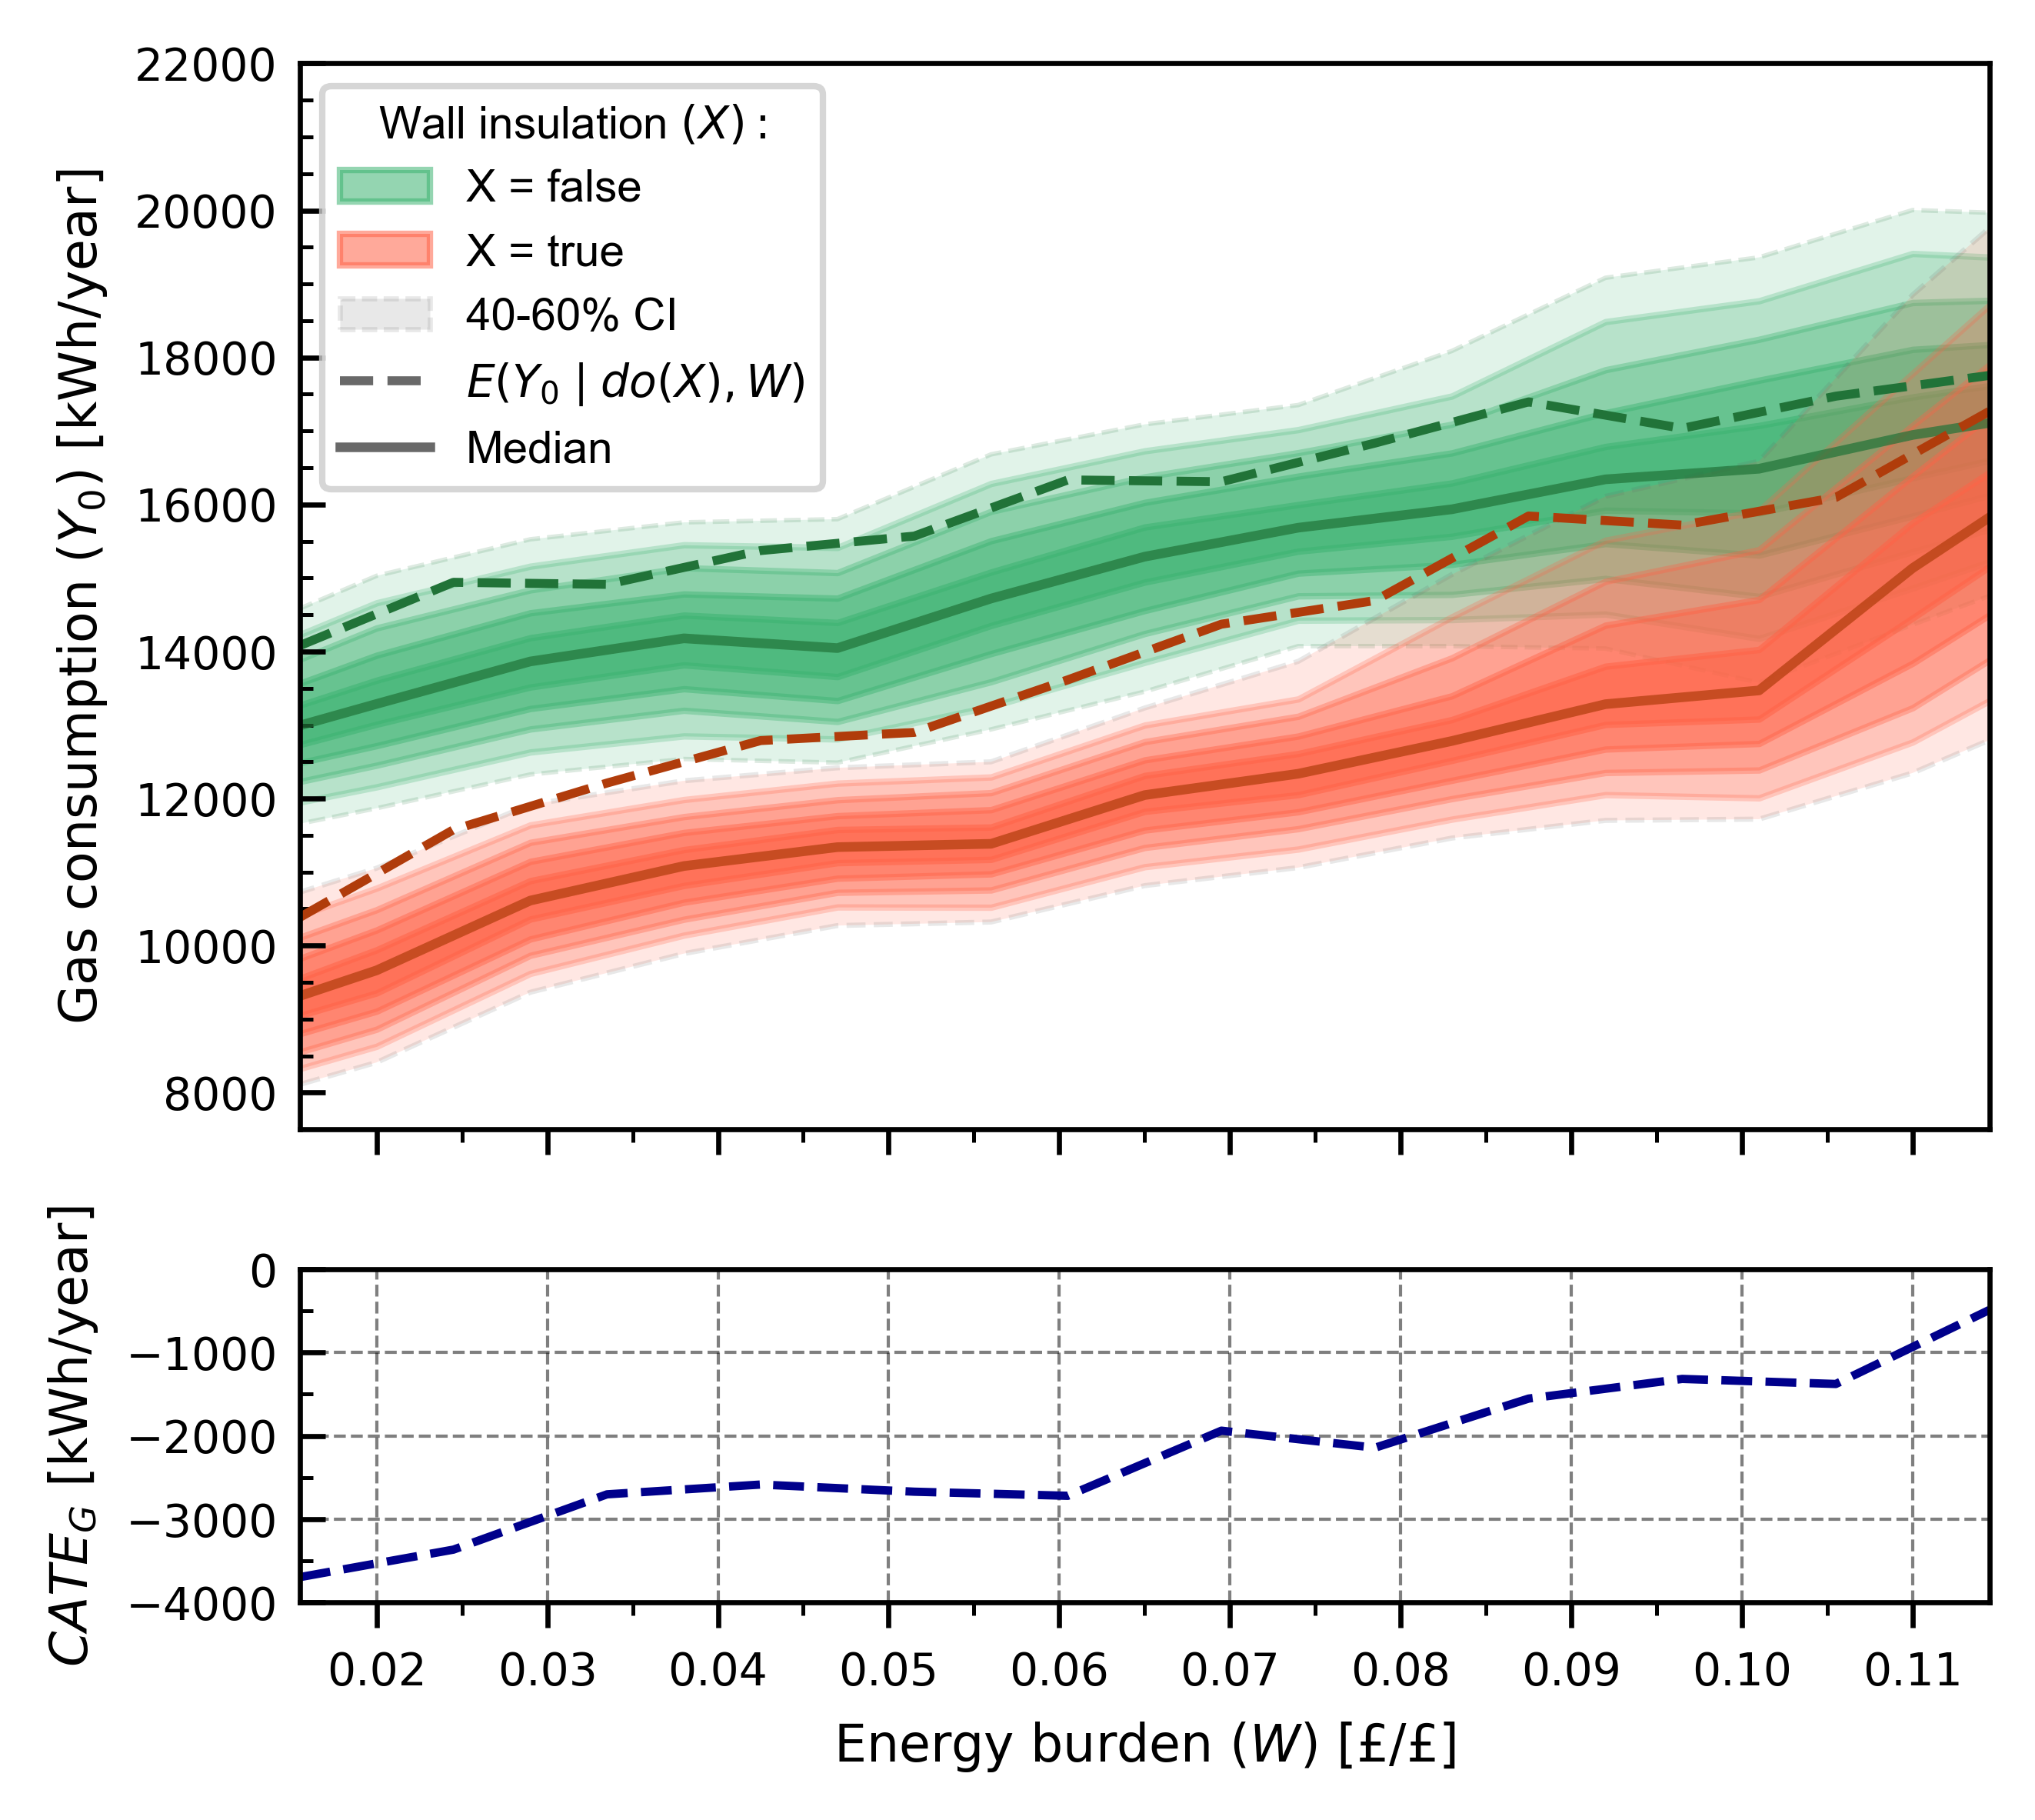 22000
20000
18000
16000
14000
12000
10000
8000
Gas consumption (Y₀) [kWh/year]
Wall insulation (X) :
X = false
X = true
40-60% CI
E(Y₀ | do(X), W)
Median
0
−1000
−2000
−3000
−4000
CATE_G [kWh/year]
0.02 0.03 0.04 0.05 0.06 0.07 0.08 0.09 0.10 0.11
Energy burden (W) [£/£]